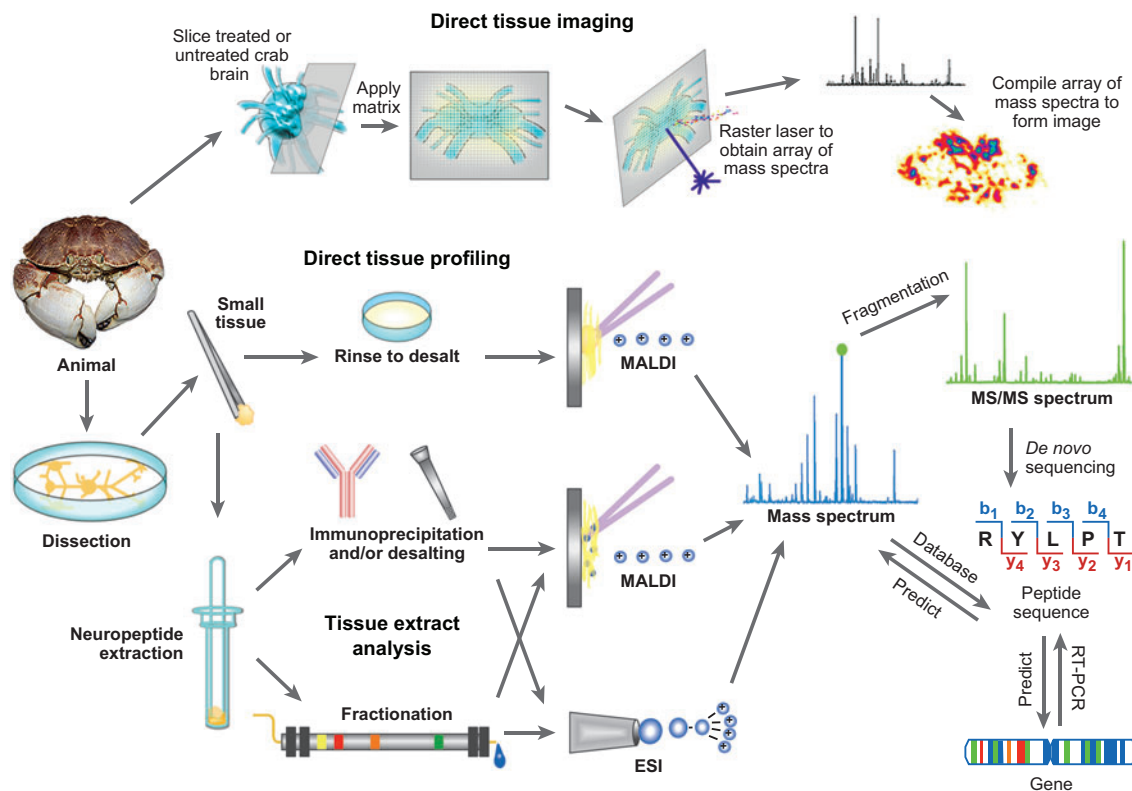 Direct tissue imaging
Slice treated or
untreated crab
brain
Apply
matrix
Raster laser to
obtain array of
mass spectra
Compile array of
mass spectra to
form image
Direct tissue profiling
Animal
Small
tissue
Rinse to desalt
+ + + +
MALDI
Fragmentation
MS/MS spectrum
Dissection
Immunoprecipitation
and/or desalting
+ + + +
MALDI
Mass spectrum
De novo
sequencing
b1 b2 b3 b4
R Y L P T
y4 y3 y2 y1
Database
Predict
Peptide
sequence
Neuropeptide
extraction
Tissue extract
analysis
Predict
RT-PCR
Fractionation
+
+
+
+
ESI
Gene